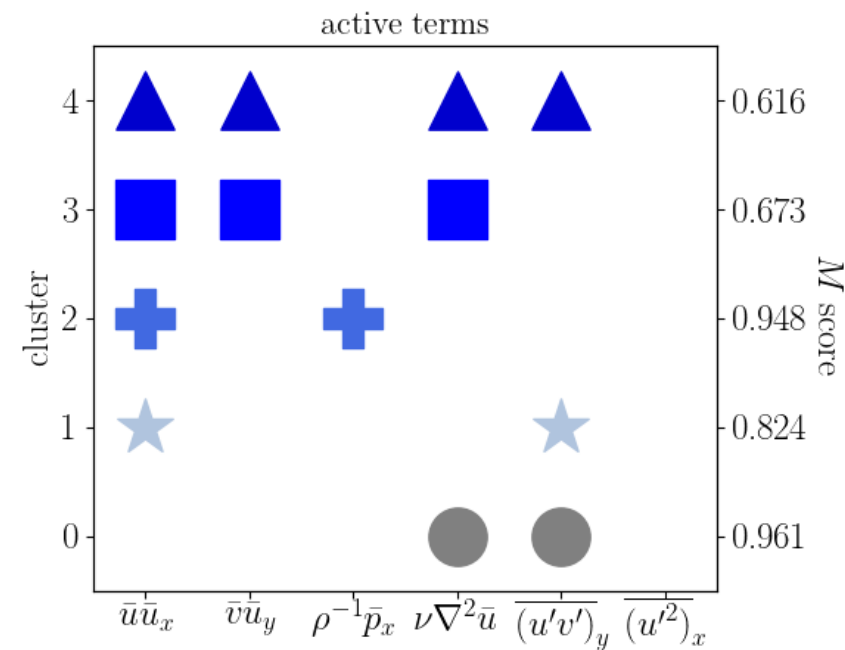 active terms
4 0.616
3 0.673
2 0.948
1 0.824
0 0.961
cluster
M score
ūū_x v̄ū_y ρ⁻¹p̄_x ν∇²ū \overline{(u′v′)}_y \overline{(u′²)}_x